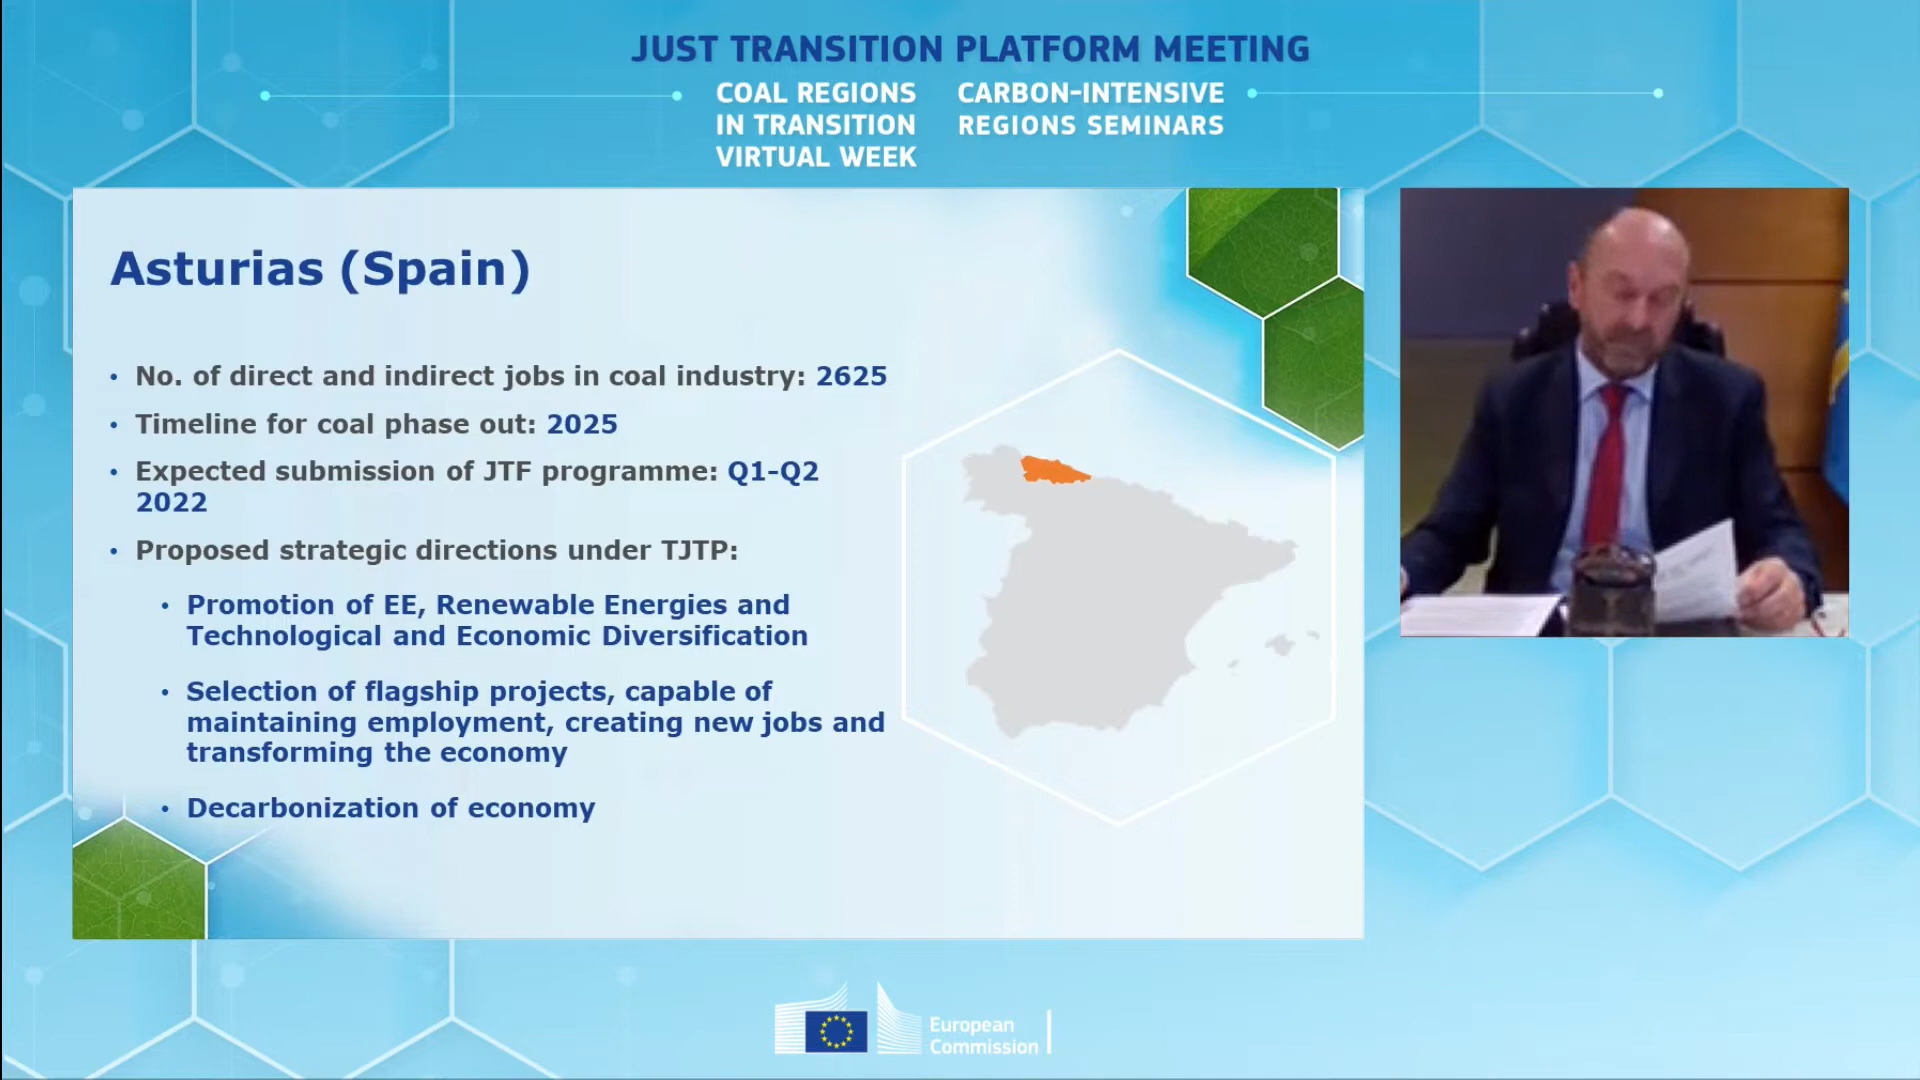 JUST TRANSITION PLATFORM MEETING
COAL REGIONS
IN TRANSITION
VIRTUAL WEEK
CARBON-INTENSIVE
REGIONS SEMINARS
Asturias (Spain)
• No. of direct and indirect jobs in coal industry: 2625
• Timeline for coal phase out: 2025
• Expected submission of JTF programme: Q1-Q2
2022
• Proposed strategic directions under TJTP:
• Promotion of EE, Renewable Energies and
Technological and Economic Diversification
• Selection of flagship projects, capable of
maintaining employment, creating new jobs and
transforming the economy
• Decarbonization of economy
European
Commission